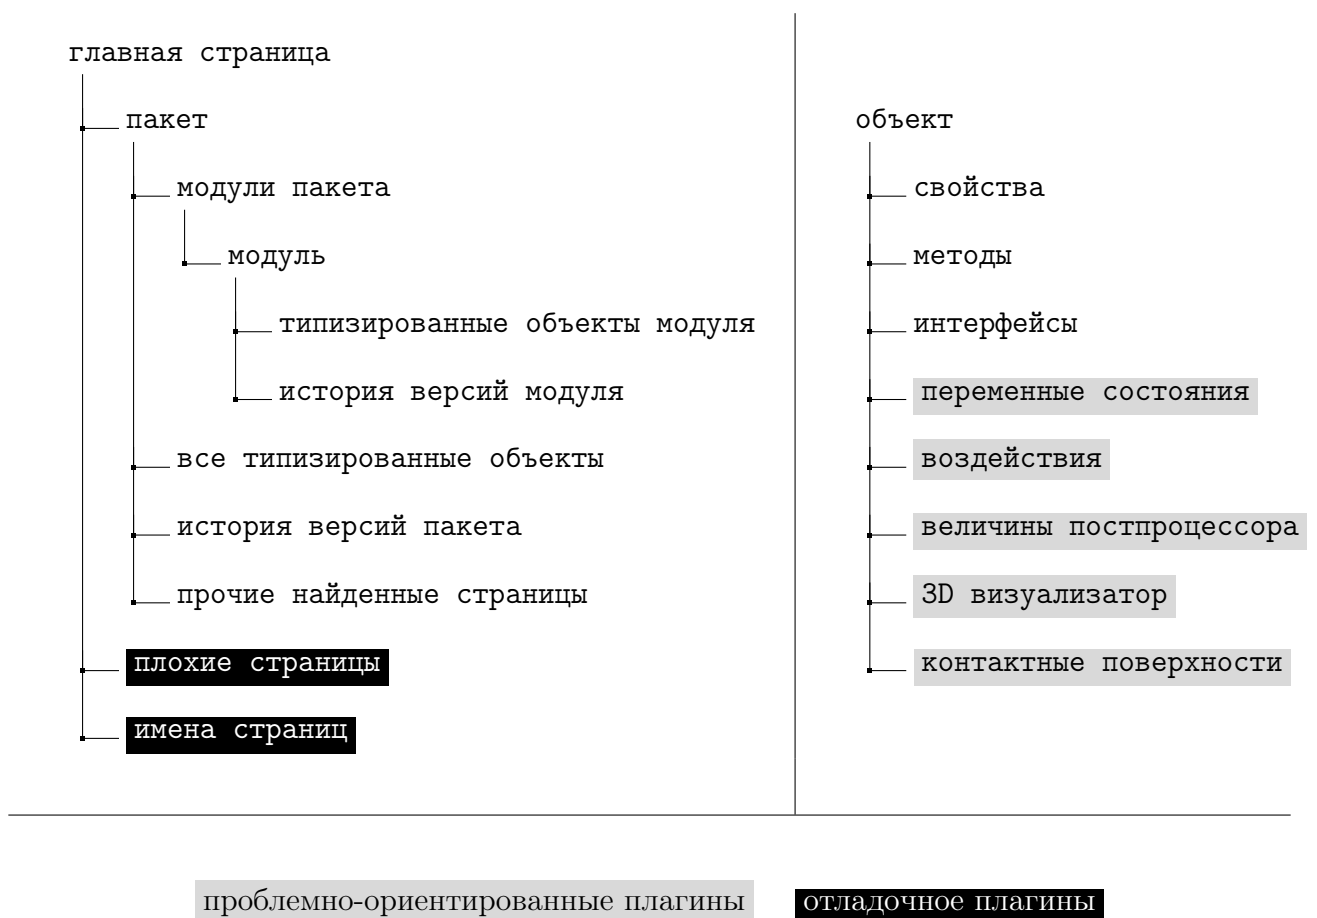 главная страница
пакет
модули пакета
модуль
типизированные объекты модуля
история версий модуля
все типизированные объекты
история версий пакета
прочие найденные страницы
плохие страницы
имена страниц
объект
свойства
методы
интерфейсы
переменные состояния
воздействия
величины постпроцессора
3D визуализатор
контактные поверхности
проблемно-ориентированные плагины
отладочное плагины